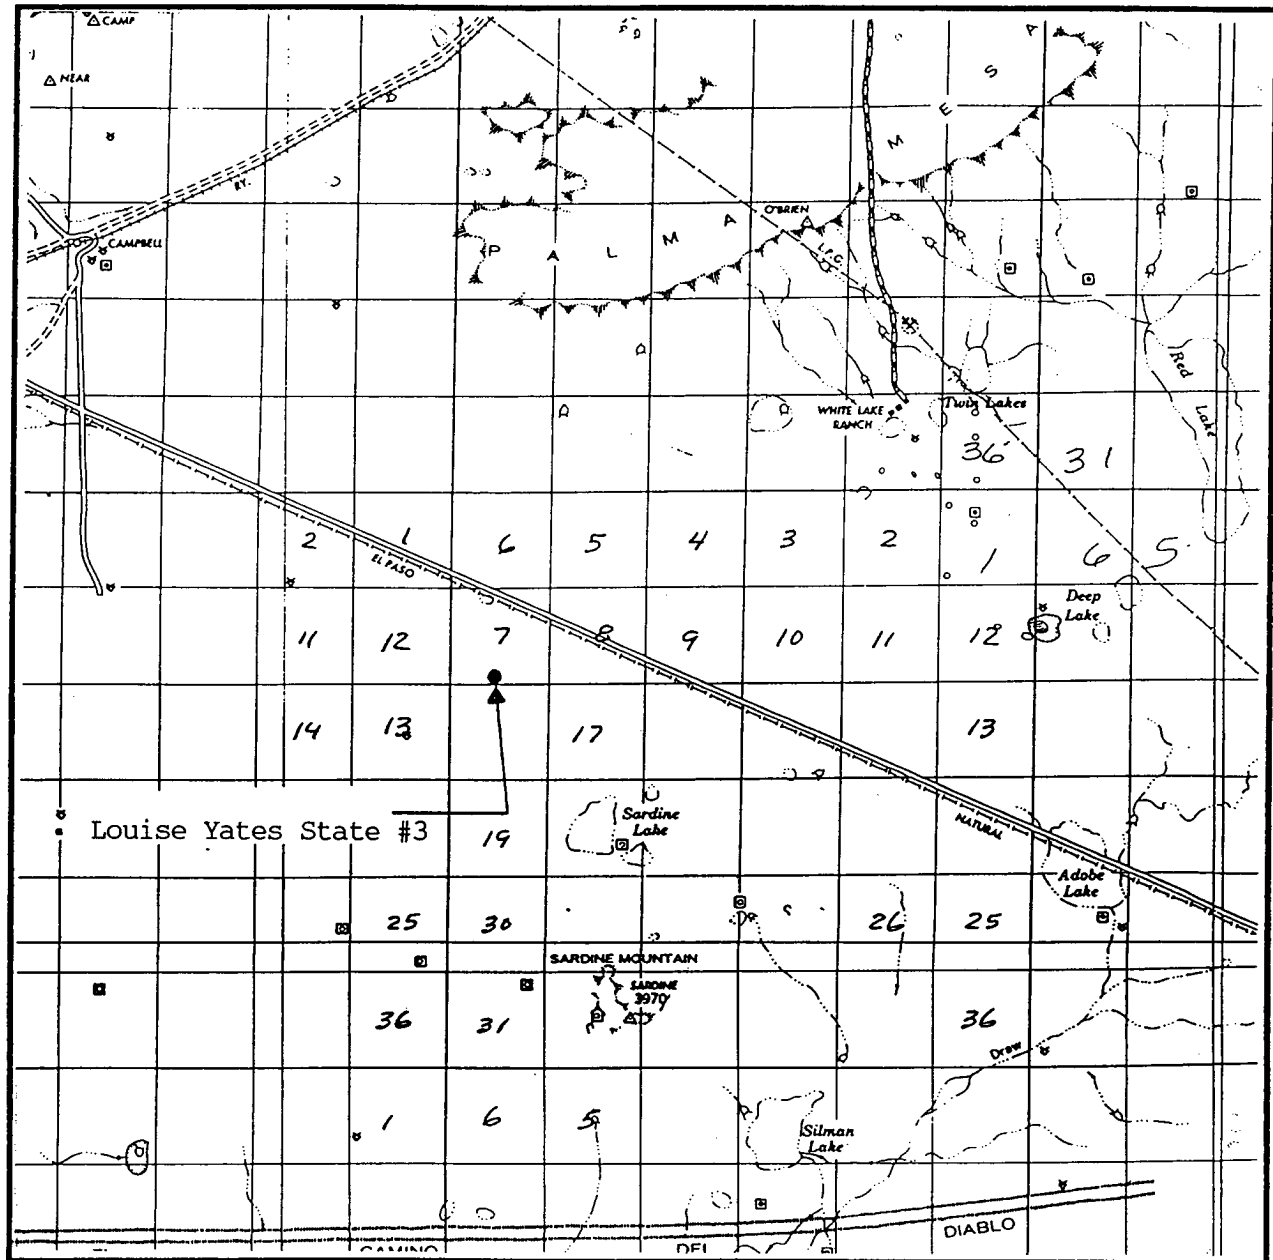 CAMP
NEAR
RY.
CAMPBELL
O'BRIEN
PALMA MESA
I.F.C.
Red
Lake
Twin Lakes
WHITE LAKE
RANCH
36 31
2 1 6 5 4 3 2 1 6 5
EL PASO
Deep
Lake
11 12 7 8 9 10 11 12
14 13 17 13
Sardine
Lake
Louise Yates State #3
19
NATURAL
Adobe
Lake
25 30 26 25
SARDINE MOUNTAIN
SARDINE
3970
36 31 36
Draw
1 6 5
Silman
Lake
DIABLO
CAMINO DEL